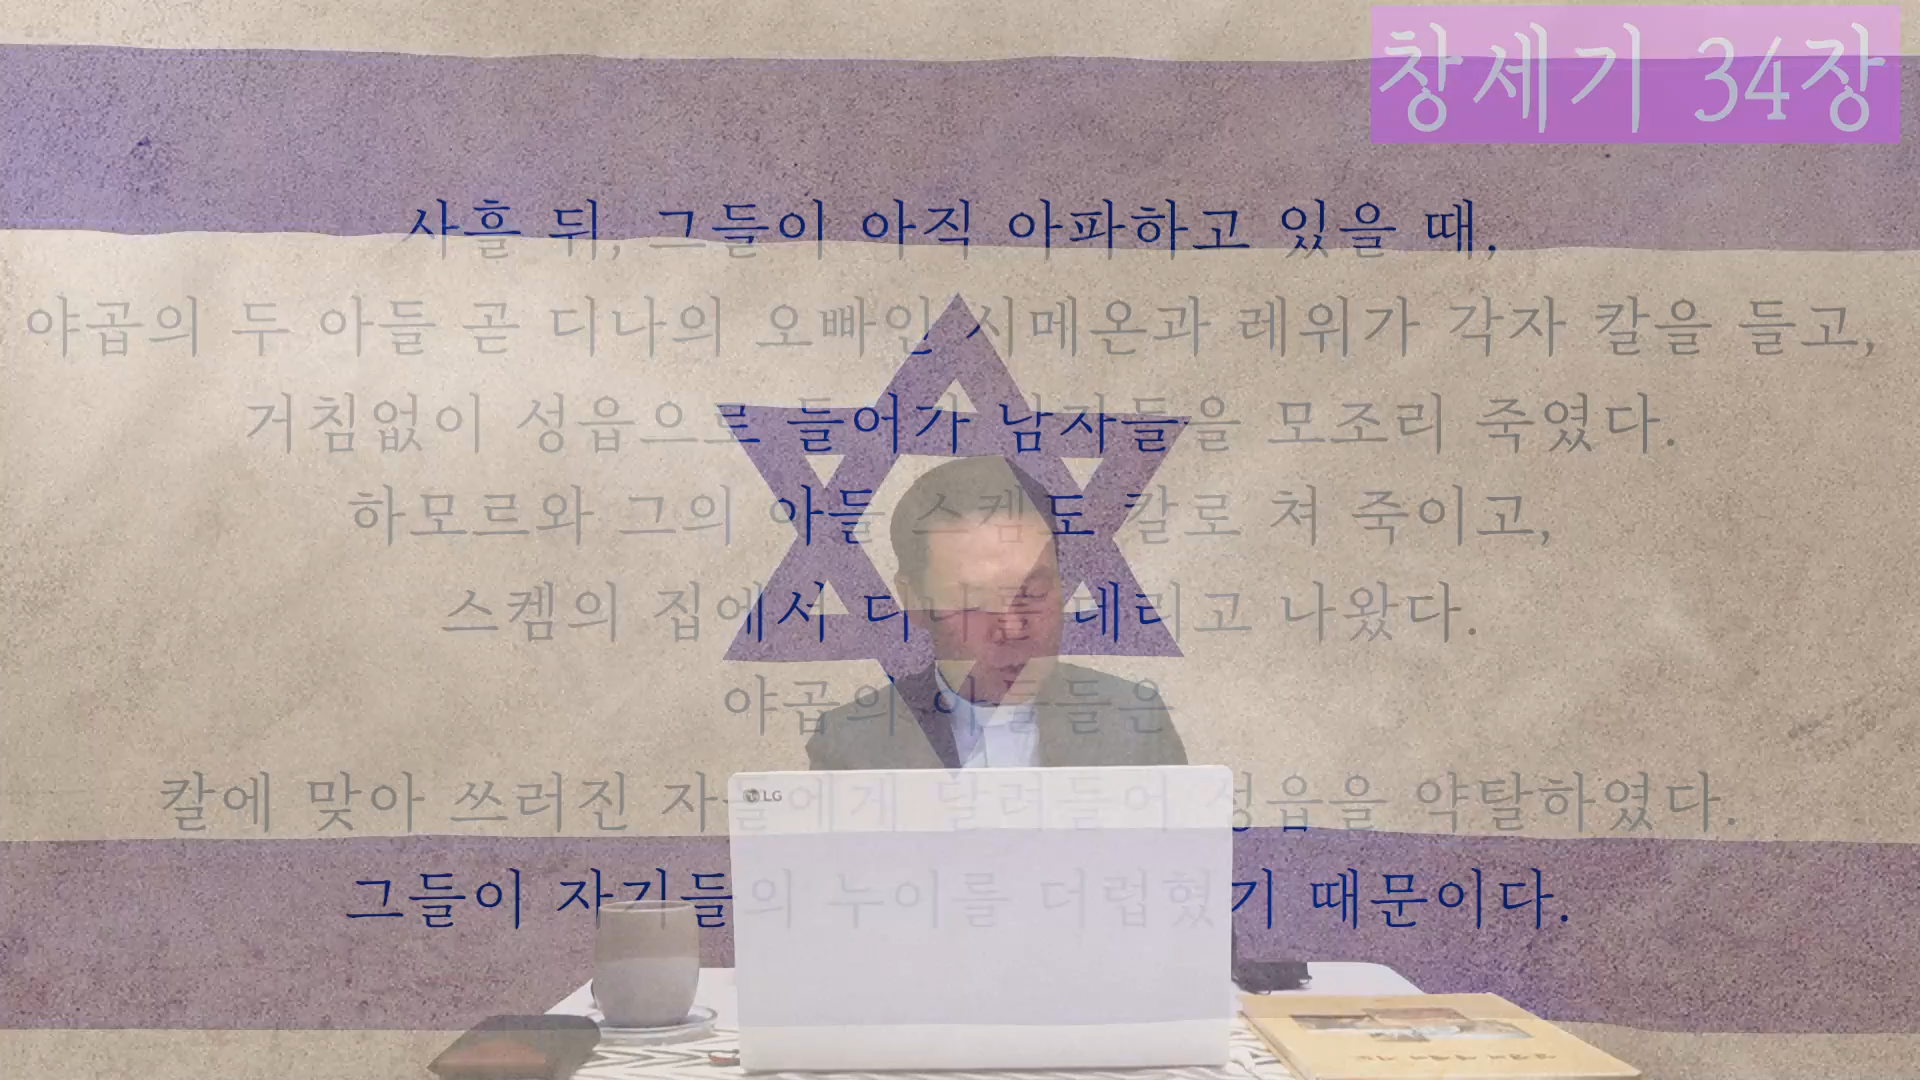 창세기 34장
사흘 뒤, 그들이 아직 아파하고 있을 때,
야곱의 두 아들 곧 디나의 오빠인 시메온과 레위가 각자 칼을 들고,
거침없이 성읍으로 들어가 남자들을 모조리 죽였다.
하모르와 그의 아들 스켐도 칼로 쳐 죽이고,
스켐의 집에서 디나를 데리고 나왔다.
야곱의 아들들은
칼에 맞아 쓰러진 자들에게 달려들어 성읍을 약탈하였다.
LG
그들이 자기들의 누이를 더럽혔기 때문이다.